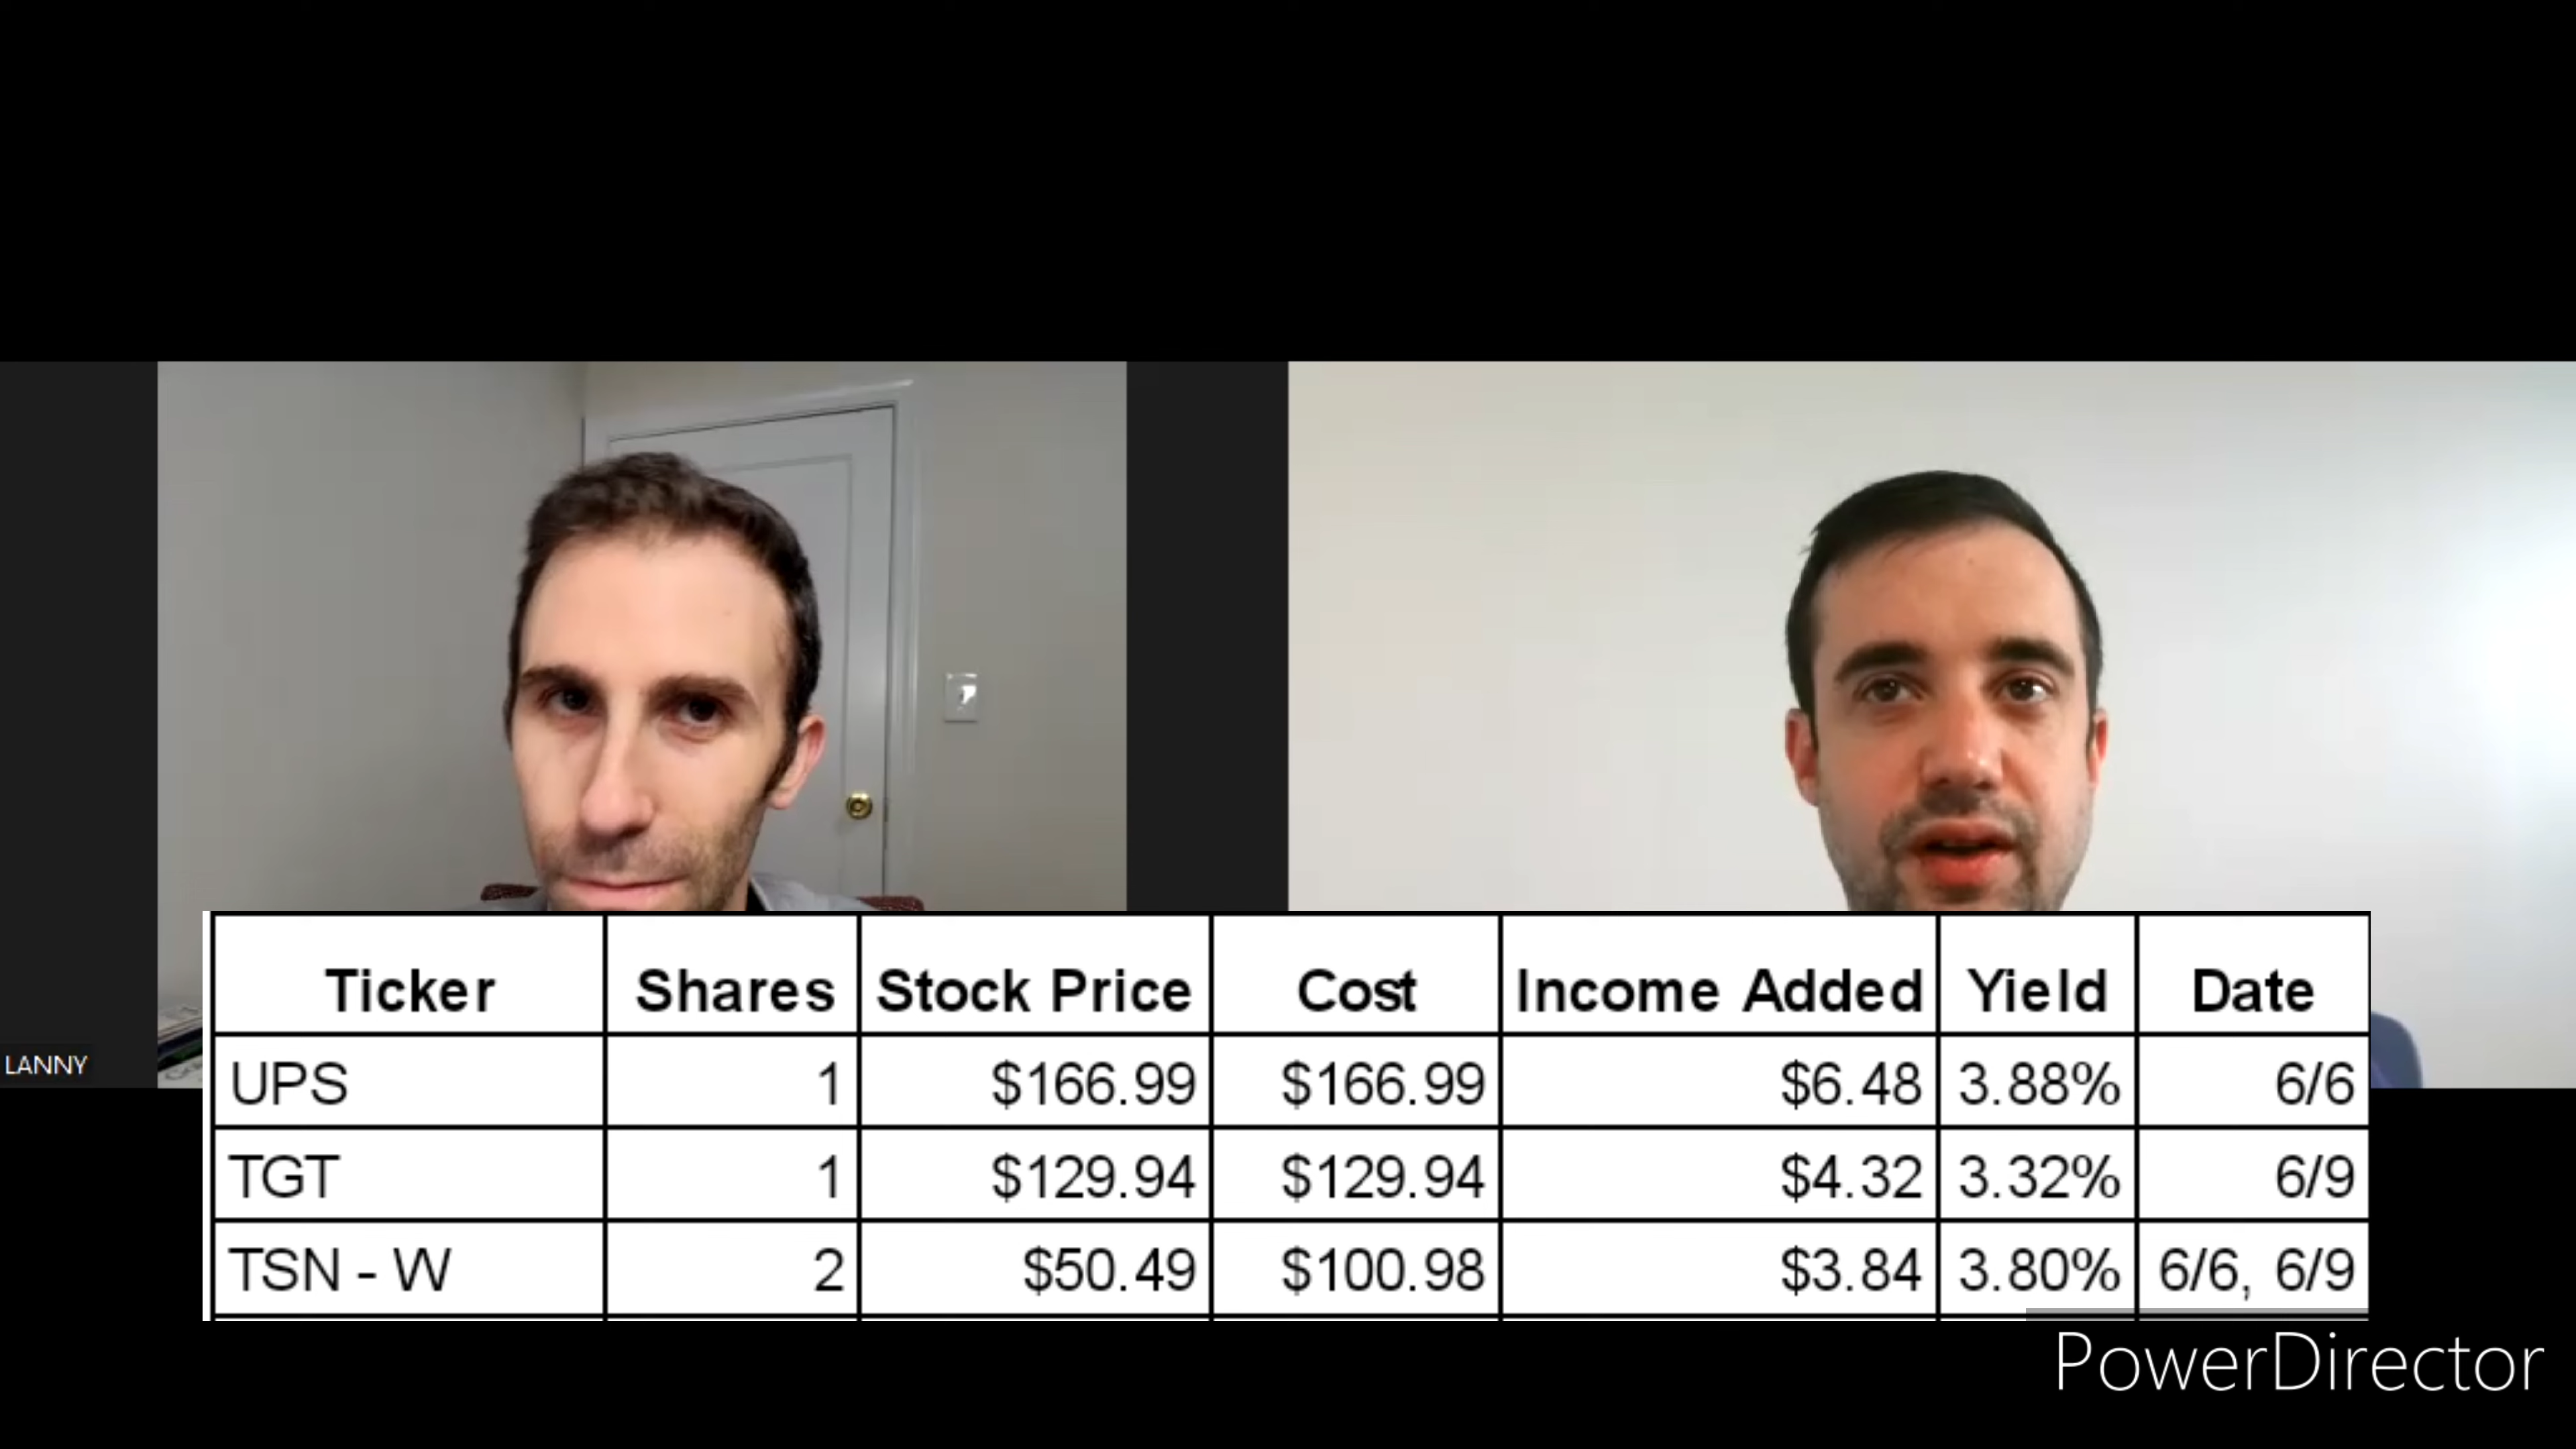 Ticker Shares Stock Price Cost Income Added Yield Date
UPS 1 $166.99 $166.99 $6.48 3.88% 6/6
TGT 1 $129.94 $129.94 $4.32 3.32% 6/9
TSN - W 2 $50.49 $100.98 $3.84 3.80% 6/6, 6/9
LANNY
PowerDirector